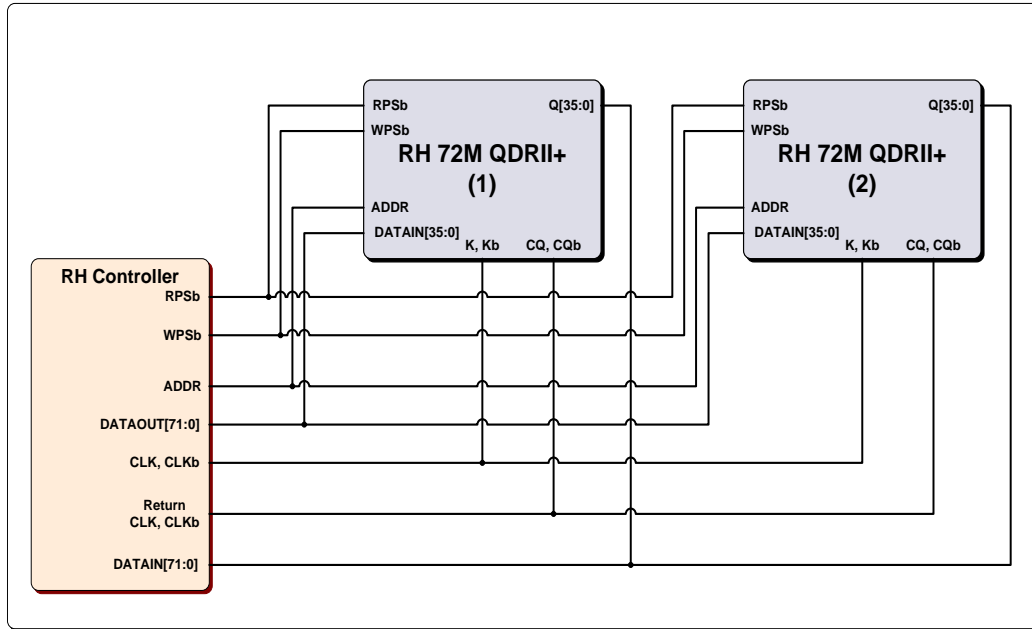 RPSb
Q[35:0]
WPSb
RH 72M QDRII+
(1)
ADDR
DATAIN[35:0]
K, Kb
CQ, CQb
RPSb
Q[35:0]
WPSb
RH 72M QDRII+
(2)
ADDR
DATAIN[35:0]
K, Kb
CQ, CQb
RH Controller
RPSb
WPSb
ADDR
DATAOUT[71:0]
CLK, CLKb
Return
CLK, CLKb
DATAIN[71:0]